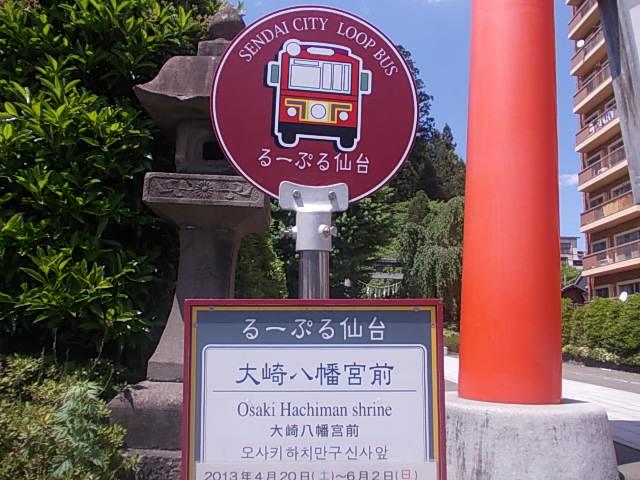 SENDAI CITY LOOP BUS
るーぷる仙台
るーぷる仙台
大崎八幡宮前
Osaki Hachiman shrine
大崎八幡宮前
오사키 하치만구 신사 앞
2013年4月20日(土)～6月2日(日)